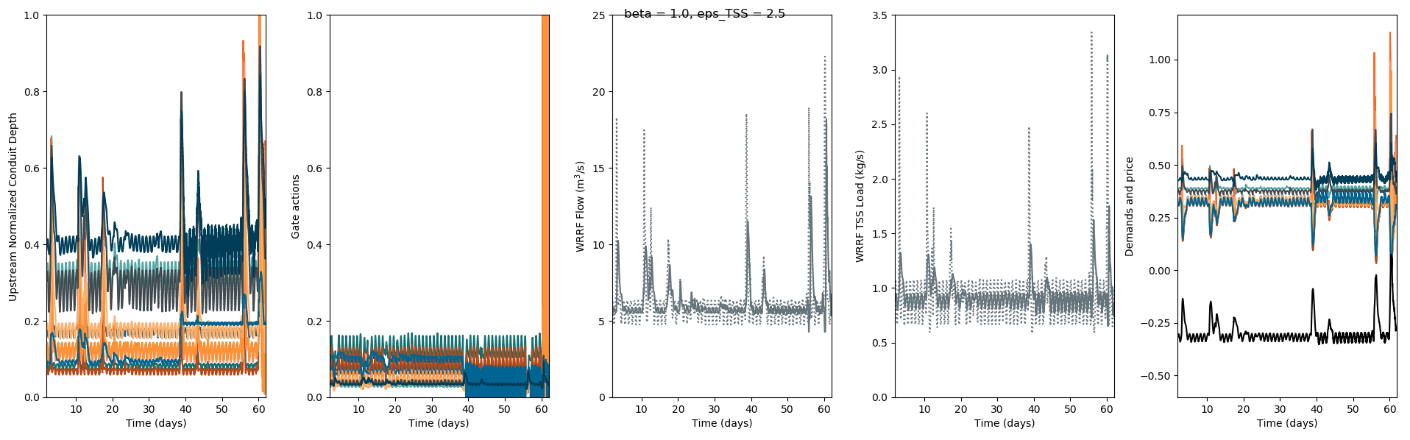 beta = 1.0, eps_TSS = 2.5
Upstream Normalized Conduit Depth
1.0
0.8
0.6
0.4
0.2
0.0
10 20 30 40 50 60
Time (days)
Gate actions
1.0
0.8
0.6
0.4
0.2
0.0
10 20 30 40 50 60
Time (days)
WRRF Flow (m³/s)
25
20
15
10
5
0
10 20 30 40 50 60
Time (days)
WRRF TSS Load (kg/s)
3.5
3.0
2.5
2.0
1.5
1.0
0.5
0.0
10 20 30 40 50 60
Time (days)
Demands and price
1.00
0.75
0.50
0.25
0.00
−0.25
−0.50
10 20 30 40 50 60
Time (days)